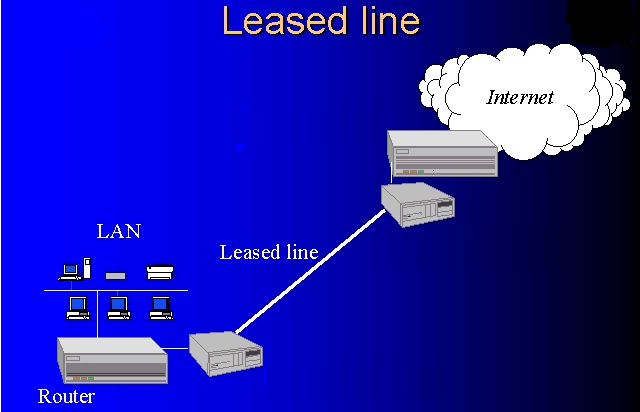 Leased line
Internet
LAN
Leased line
Router